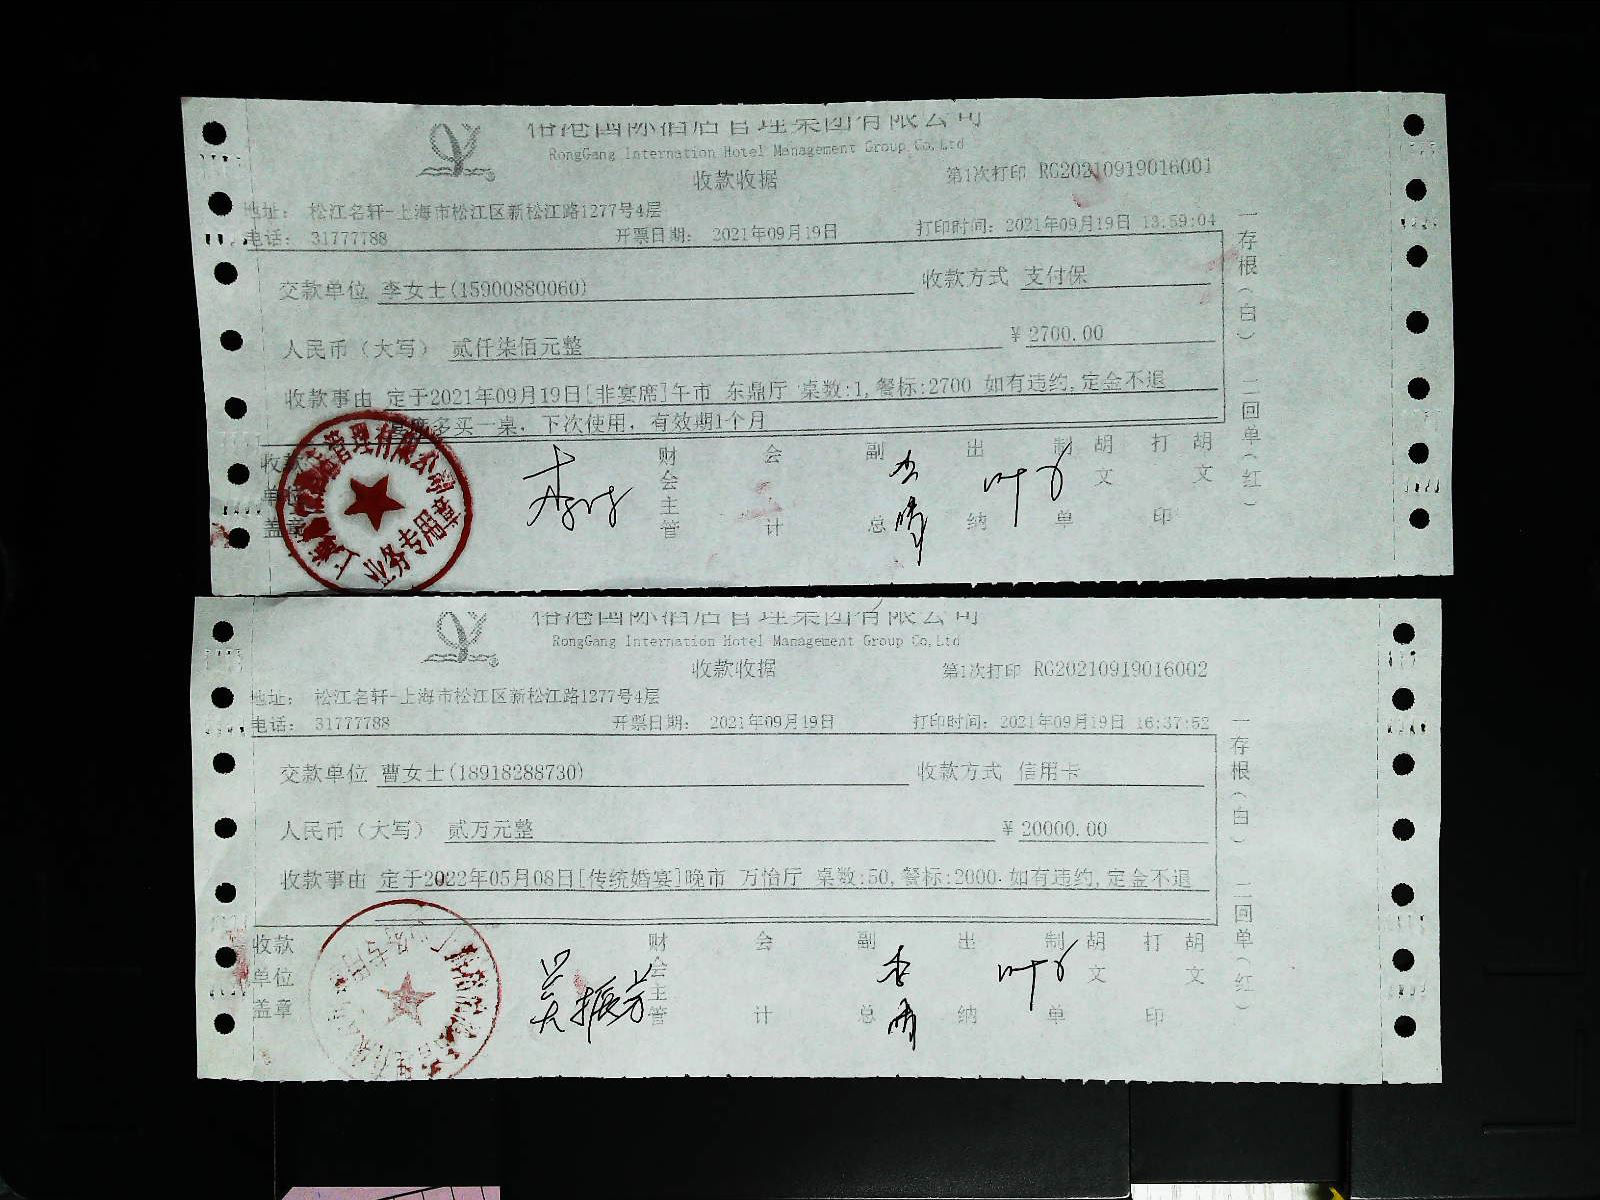 国际酒店管理集团有限公司
RongGang Internation Hotel Management Group Co,Ltd
收款收据
第1次打印 RG20210919016001
地址： 松江名轩-上海市松江区新松江路1277号4层
电话： 31777788 开票日期： 2021年09月19日 打印时间：2021年09月19日 13:59:04
交款单位 李女士(15900880060) 收款方式 支付保
人民币（大写） 贰仟柒佰元整 ¥ 2700.00
收款事由 定于2021年09月19日[非宴席]午市 东鼎厅 桌数:1,餐标:2700 如有违约,定金不退
多买一桌，下次使用，有效期1个月
收款单位盖章 财会主管 会计 副总 出纳 叶 制单 胡文 打印 胡文
一存根（白） 二回单（红）
管理有限公司
业务专用章
国际酒店管理集团有限公司
RongGang Internation Hotel Management Group Co,Ltd
收款收据
第1次打印 RG20210919016002
地址： 松江名轩-上海市松江区新松江路1277号4层
电话： 31777788 开票日期： 2021年09月19日 打印时间：2021年09月19日 16:37:52
交款单位 曹女士(18918288730) 收款方式 信用卡
人民币（大写） 贰万元整 ¥ 20000.00
收款事由 定于2022年05月08日[传统婚宴]晚市 万怡厅 桌数:50,餐标:2000 如有违约,定金不退
收款单位盖章 吴振芳 财会主管 会计 副总 出纳 叶 制单 胡文 打印 胡文
一存根（白） 二回单（红）